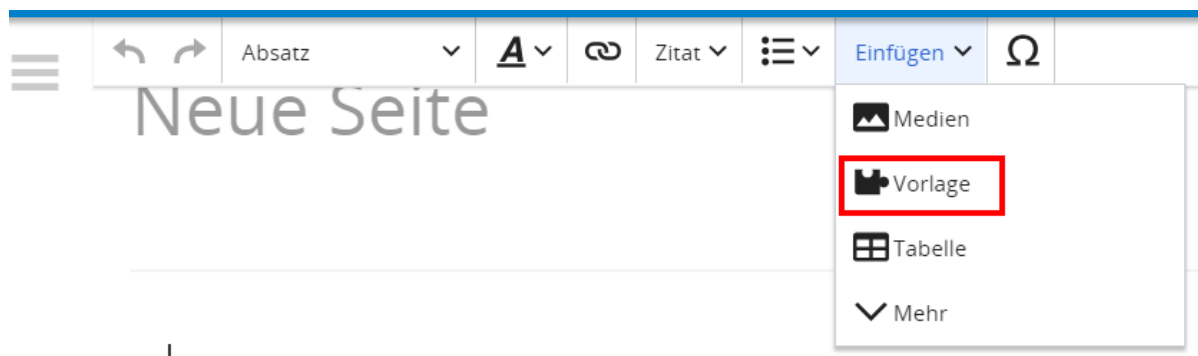 Absatz A Zitat Einfügen Ω
Neue Seite
Medien
Vorlage
Tabelle
Mehr